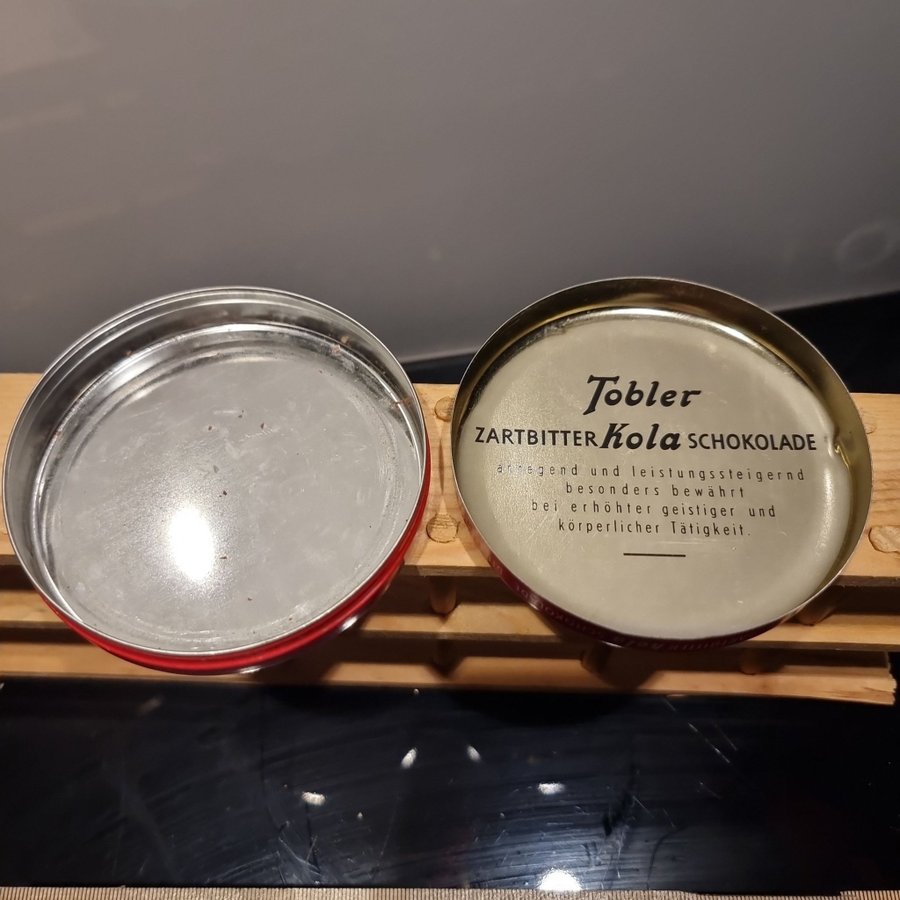 Tobler
ZARTBITTER Kola SCHOKOLADE
anregend und leistungssteigernd
besonders bewährt
bei erhöhter geistiger und
körperlicher Tätigkeit.